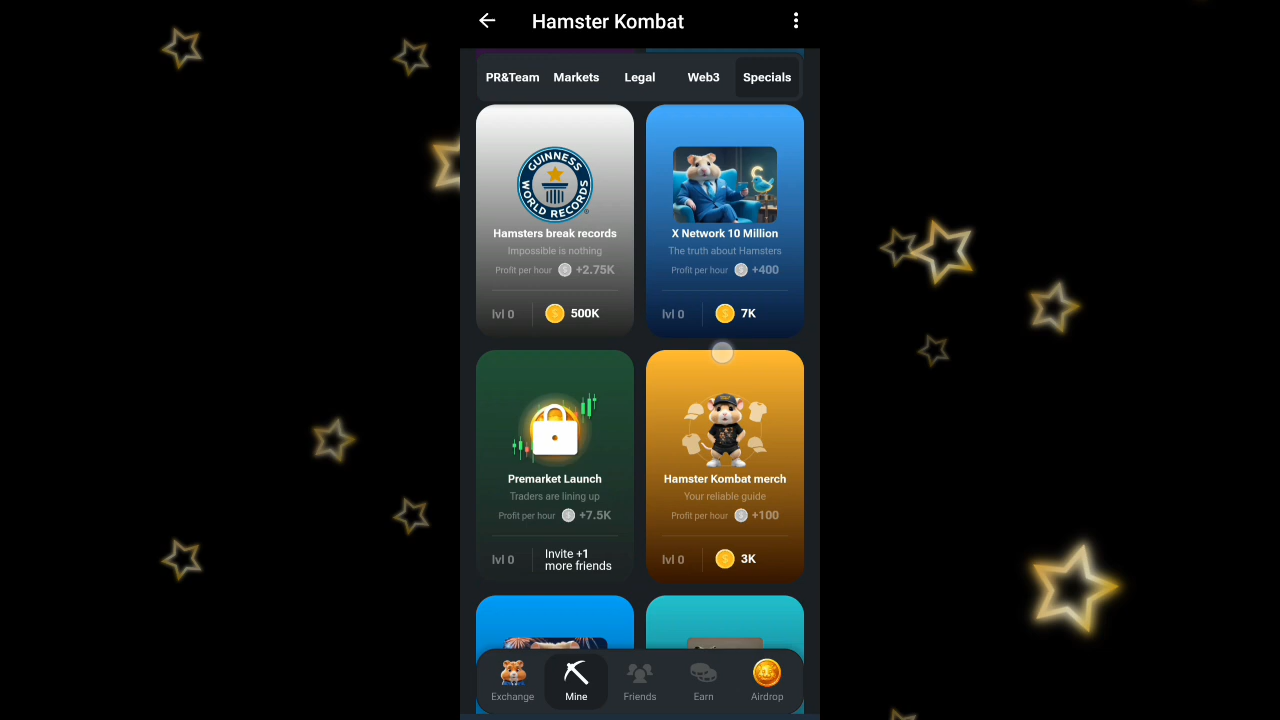 Hamster Kombat
PR&Team Markets Legal Web3 Specials
GUINNESS
WORLD RECORDS
Hamsters break records
Impossible is nothing
Profit per hour +2.75K
lvl 0 500K
X Network 10 Million
The truth about Hamsters
Profit per hour +400
lvl 0 7K
Premarket Launch
Traders are lining up
Profit per hour +7.5K
lvl 0 Invite +1
more friends
Hamster Kombat merch
Your reliable guide
Profit per hour +100
lvl 0 3K
Exchange Mine Friends Earn Airdrop